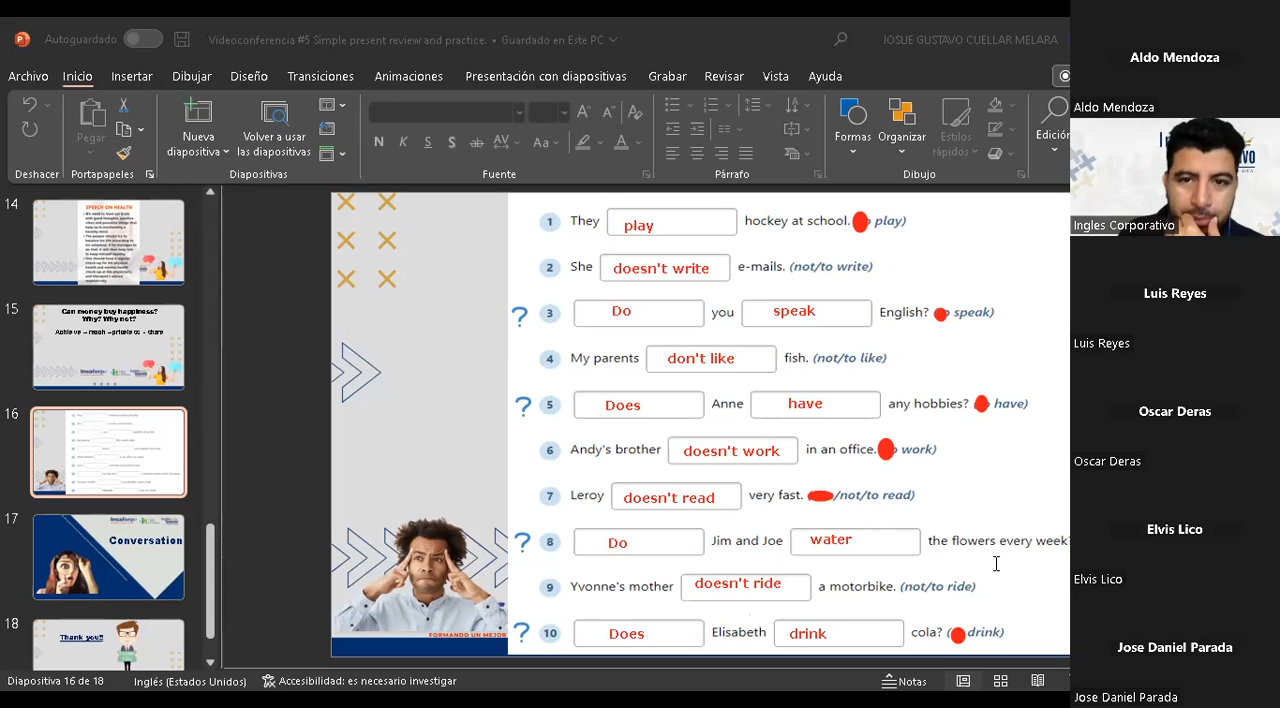 Autoguardado
Videoconferencia #5 Simple present review and practice. • Guardado en Este PC
JOSUE GUSTAVO CUELLAR MELARA
Archivo Inicio Insertar Dibujar Diseño Transiciones Animaciones Presentación con diapositivas Grabar Revisar Vista Ayuda
Pegar
Nueva diapositiva
Volver a usar las diapositivas
Formas
Organizar
Estilos rápidos
Edición
N K S S ab AV Aa A
Deshacer Portapapeles Diapositivas Fuente Párrafo Dibujo
14
SPEECH ON HEALTH
15
Can money buy happiness?
Why? Why not?
16
17
Conversation
18
Thank you!!
1 They play hockey at school. play)
2 She doesn't write e-mails. (not/to write)
? 3 Do you speak English? speak)
4 My parents don't like fish. (not/to like)
? 5 Does Anne have any hobbies? have)
6 Andy's brother doesn't work in an office. work)
7 Leroy doesn't read very fast. /not/to read)
? 8 Do Jim and Joe water the flowers every week?
9 Yvonne's mother doesn't ride a motorbike. (not/to ride)
? 10 Does Elisabeth drink cola? ( drink)
FORMANDO UN MEJOR
Diapositiva 16 de 18
Inglés (Estados Unidos)
Accesibilidad: es necesario investigar
Notas
Aldo Mendoza
Aldo Mendoza
Ingles Corporativo
Luis Reyes
Luis Reyes
Oscar Deras
Oscar Deras
Elvis Lico
Elvis Lico
Jose Daniel Parada
Jose Daniel Parada